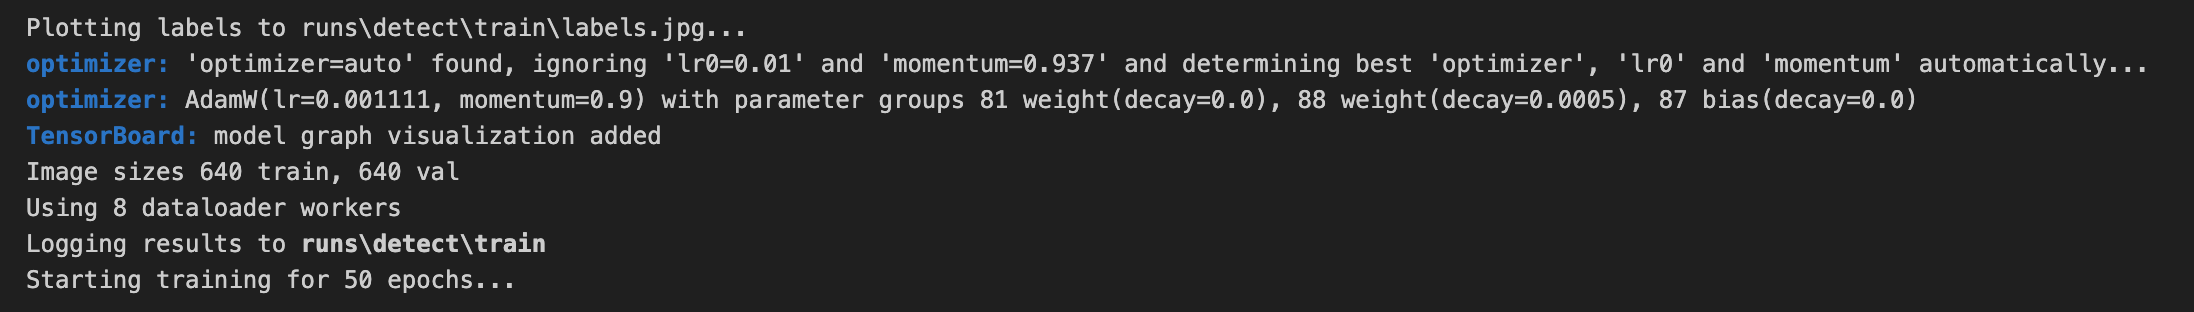 Plotting labels to runs\detect\train\labels.jpg...
optimizer: 'optimizer=auto' found, ignoring 'lr0=0.01' and 'momentum=0.937' and determining best 'optimizer', 'lr0' and 'momentum' automatically...
optimizer: AdamW(lr=0.001111, momentum=0.9) with parameter groups 81 weight(decay=0.0), 88 weight(decay=0.0005), 87 bias(decay=0.0)
TensorBoard: model graph visualization added
Image sizes 640 train, 640 val
Using 8 dataloader workers
Logging results to runs\detect\train
Starting training for 50 epochs...